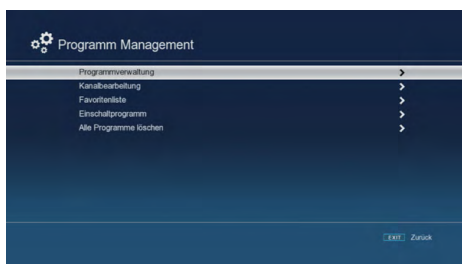 Programm Management
Programmverwaltung
Kanalbearbeitung
Favoritenliste
Einschaltprogramm
Alle Programme löschen
EXIT Zurück